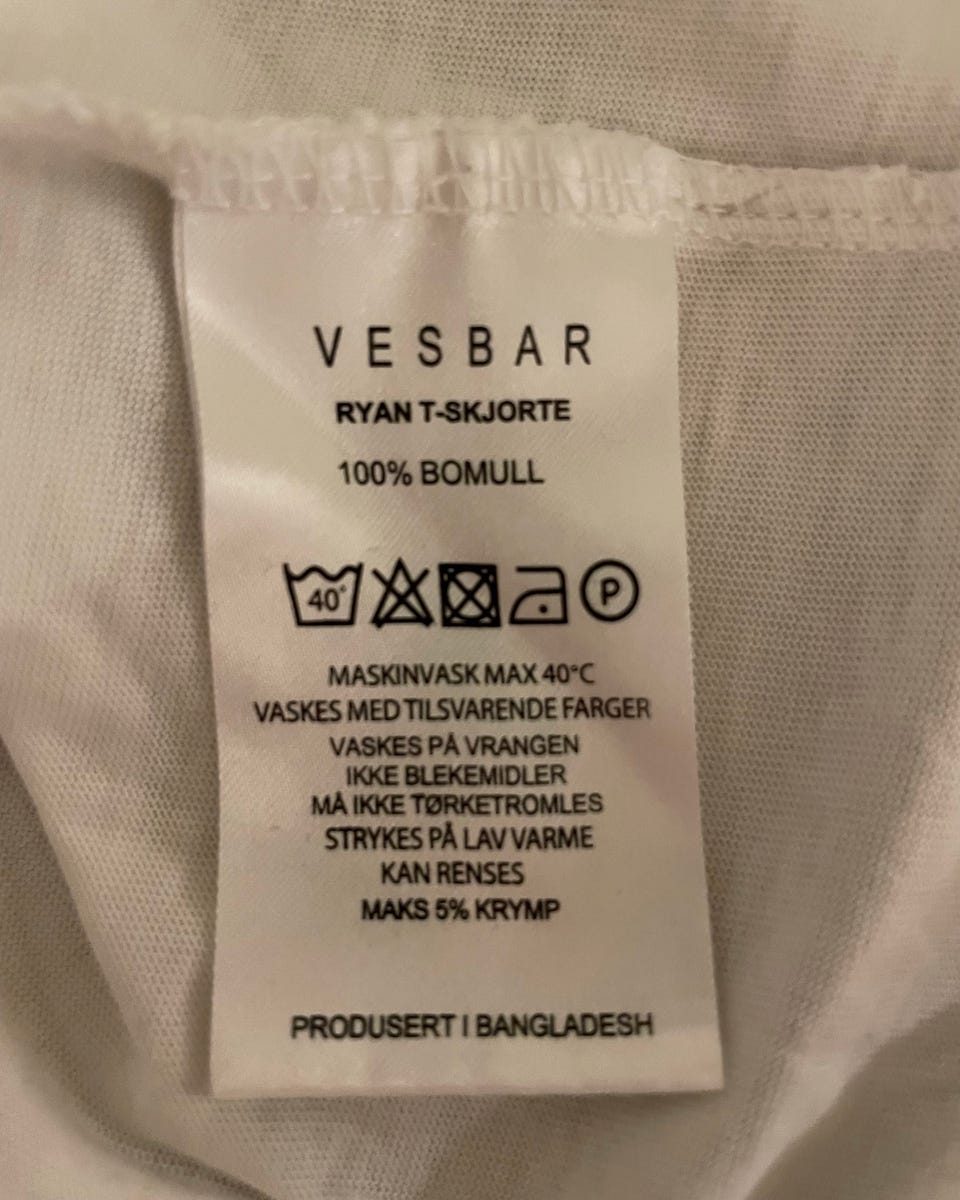 VESBAR
RYAN T-SKJORTE
100% BOMULL
40° P
MASKINVASK MAX 40°C
VASKES MED TILSVARENDE FARGER
VASKES PÅ VRANGEN
IKKE BLEKEMIDLER
MÅ IKKE TØRKETROMLES
STRYKES PÅ LAV VARME
KAN RENSES
MAKS 5% KRYMP
PRODUSERT I BANGLADESH